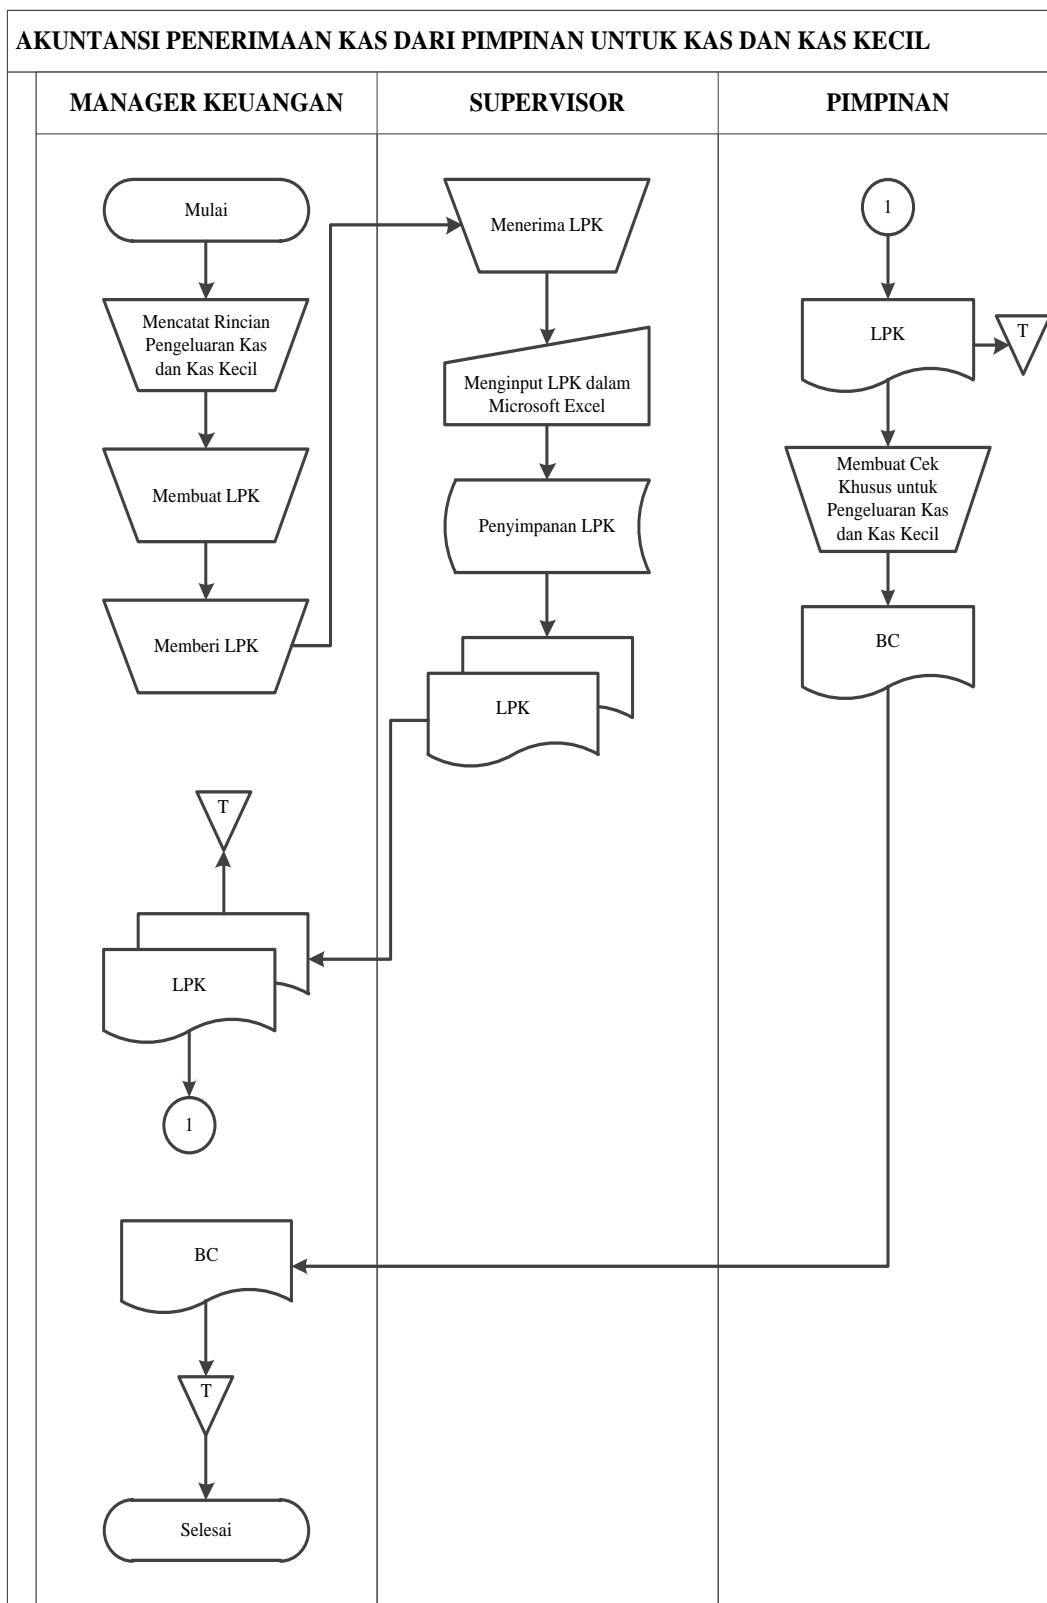 AKUNTANSI PENERIMAAN KAS DARI PIMPINAN UNTUK KAS DAN KAS KECIL
MANAGER KEUANGAN
SUPERVISOR
PIMPINAN
Mulai
Mencatat Rincian
Pengeluaran Kas
dan Kas Kecil
Membuat LPK
Memberi LPK
T
LPK
1
BC
T
Selesai
Menerima LPK
Menginput LPK dalam
Microsoft Excel
Penyimpanan LPK
LPK
1
LPK
T
Membuat Cek
Khusus untuk
Pengeluaran Kas
dan Kas Kecil
BC